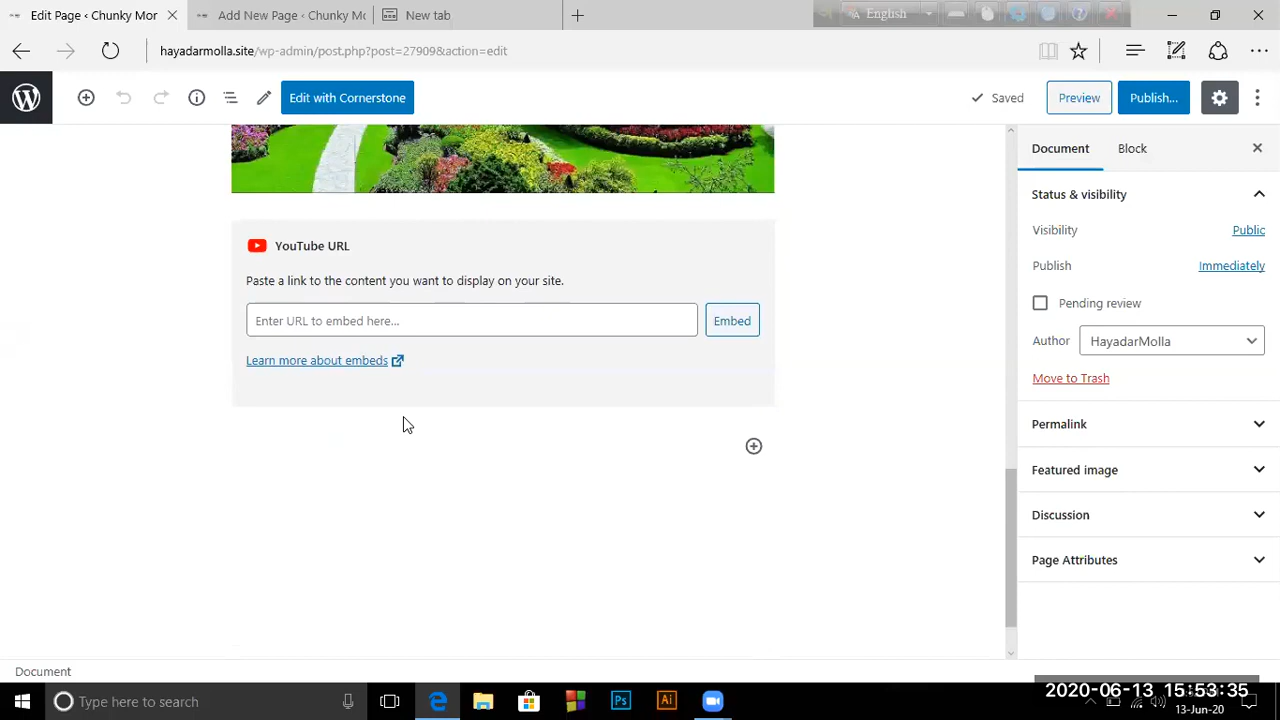 Edit Page ‹ Chunky Mor
Add New Page ‹ Chunky Mo
New tab
English
hayadarmolla.site/wp-admin/post.php?post=27909&action=edit
Edit with Cornerstone
Saved
Preview
Publish...
Document
Block
Status & visibility
Visibility
Public
Publish
Immediately
Pending review
Author
HayadarMolla
Move to Trash
Permalink
Featured image
Discussion
Page Attributes
YouTube URL
Paste a link to the content you want to display on your site.
Enter URL to embed here...
Embed
Learn more about embeds
Document
Type here to search
Ps
Ai
2020-06-13 15:53:35
13-Jun-20